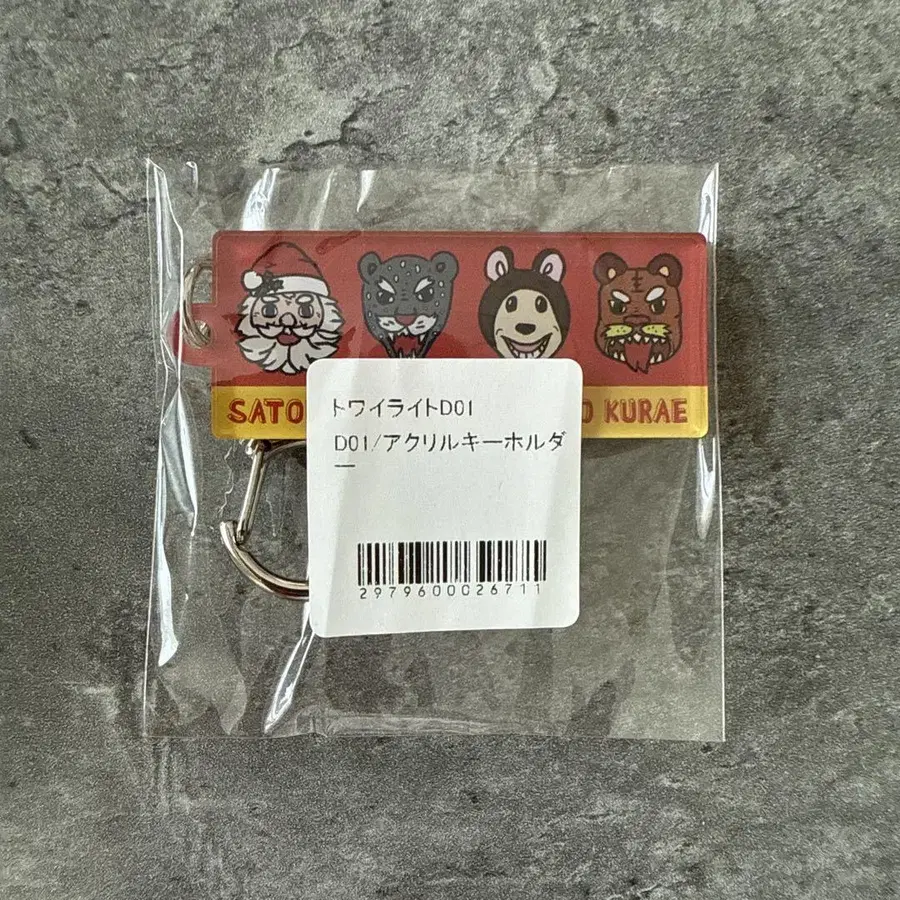 SATO
O KURAE
トワイライトD01
D01/アクリルキーホルダ
ー
2979600026711